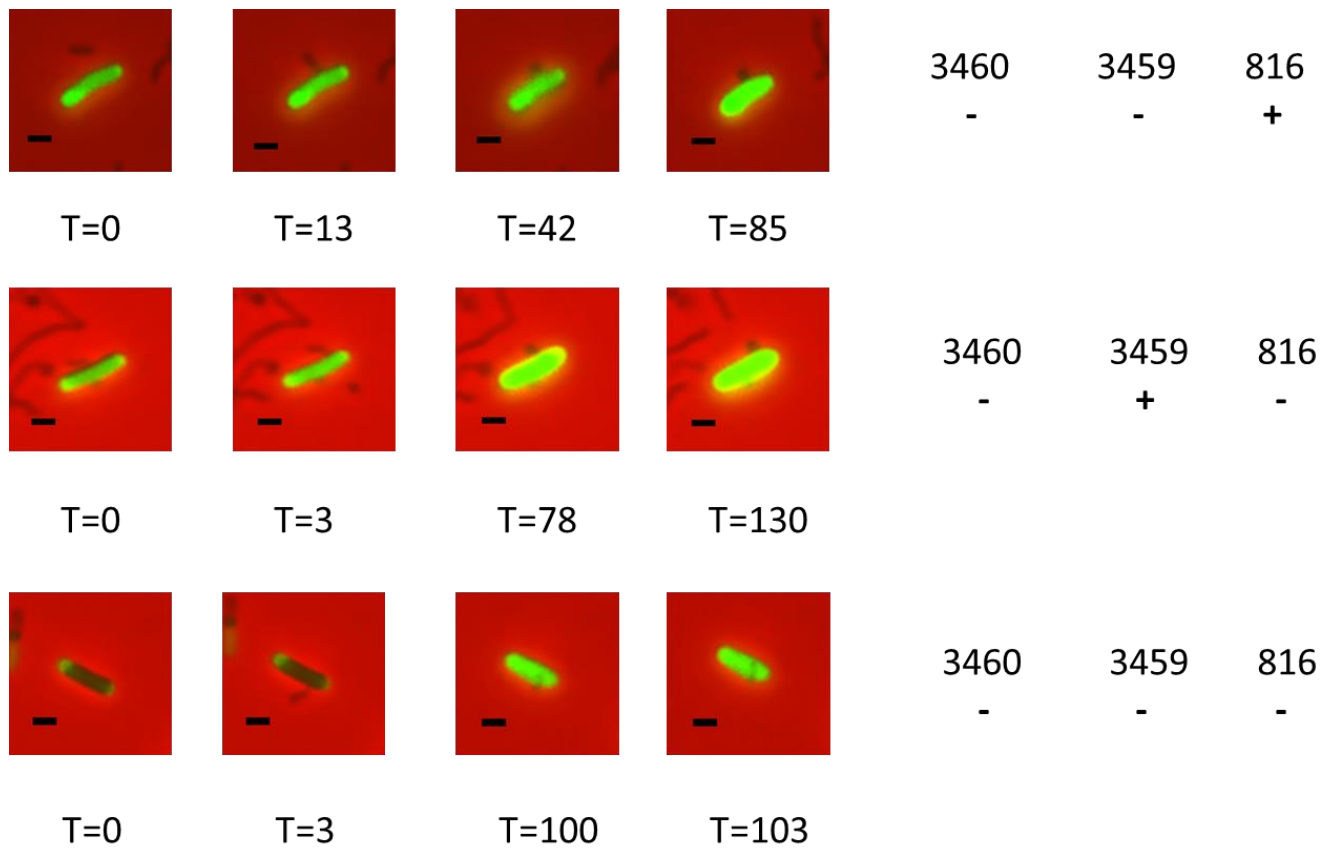 3460 3459 816
- - +
T=0 T=13 T=42 T=85
3460 3459 816
- + -
T=0 T=3 T=78 T=130
3460 3459 816
- - -
T=0 T=3 T=100 T=103